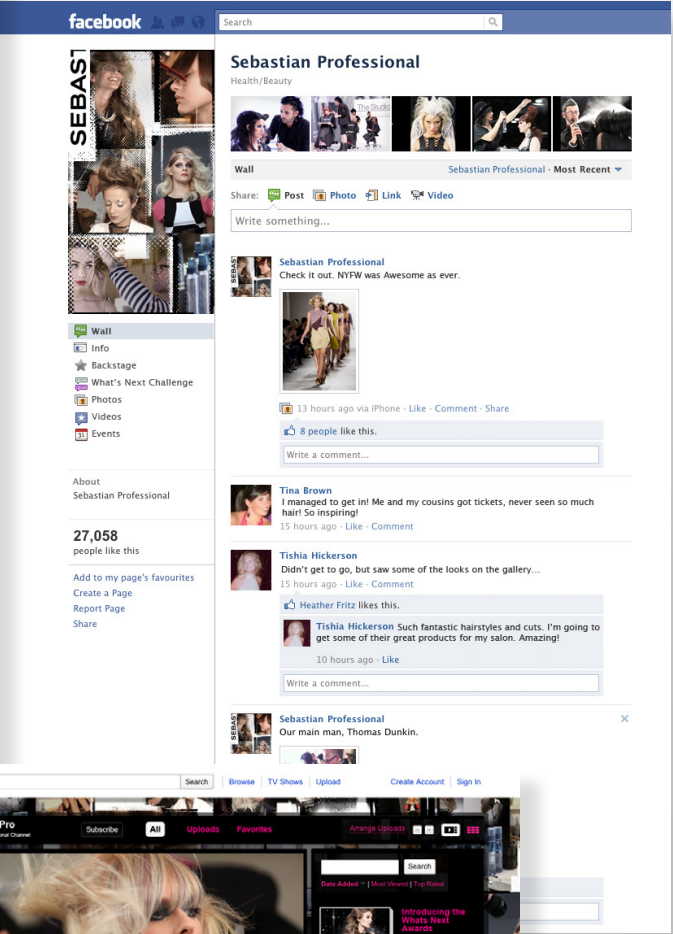 facebook
Search
SEBAST
Sebastian Professional
Health/Beauty
The Studio
Wall
Sebastian Professional · Most Recent
Share: Post Photo Link Video
Write something...
Sebastian Professional
Check it out. NYFW was Awesome as ever.
13 hours ago via iPhone · Like · Comment · Share
8 people like this.
Write a comment...
Wall
Info
Backstage
What's Next Challenge
Photos
Videos
31 Events
About
Sebastian Professional
27,058
people like this
Add to my page's favourites
Create a Page
Report Page
Share
SEBAS
Tina Brown
I managed to get in! Me and my cousins got tickets, never seen so much
hair! So inspiring!
15 hours ago · Like · Comment
Tishia Hickerson
Didn't get to go, but saw some of the looks on the gallery...
15 hours ago · Like · Comment
Heather Fritz likes this.
Tishia Hickerson Such fantastic hairstyles and cuts. I'm going to
get some of their great products for my salon. Amazing!
10 hours ago · Like
Write a comment...
SEBAS
Sebastian Professional
Our main man, Thomas Dunkin.
Search Browse TV Shows Upload Create Account Sign In
Pro
onal Channel
Subscribe All Uploads Favorites Arrange Uploads
Search
Date Added | Most Viewed | Top Rated
Introducing the
Whats Next
Awards